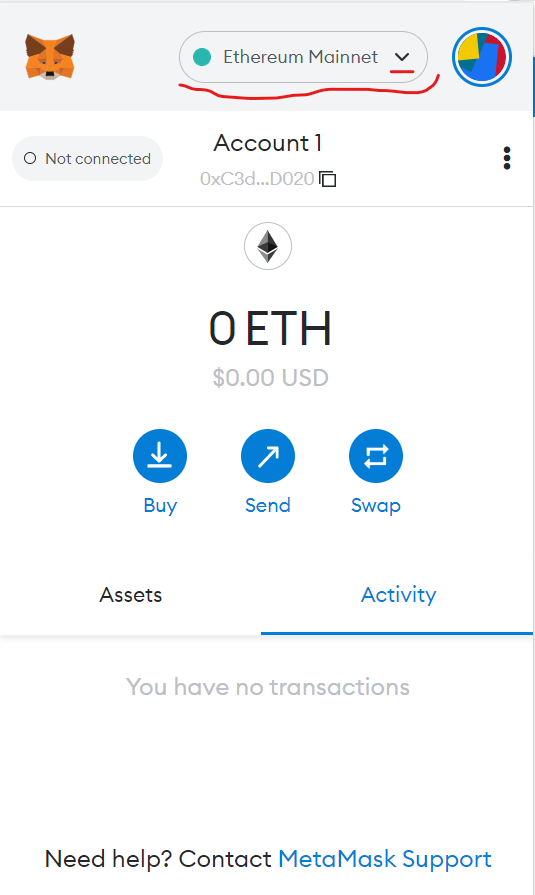 Ethereum Mainnet
Not connected
Account 1
0xC3d...D020
0 ETH
$0.00 USD
Buy
Send
Swap
Assets
Activity
You have no transactions
Need help? Contact MetaMask Support